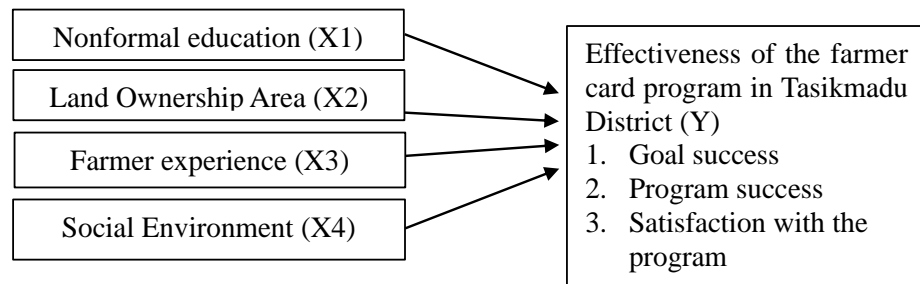 Nonformal education (X1)
Land Ownership Area (X2)
Farmer experience (X3)
Social Environment (X4)
Effectiveness of the farmer
card program in Tasikmadu
District (Y)
1. Goal success
2. Program success
3. Satisfaction with the
program